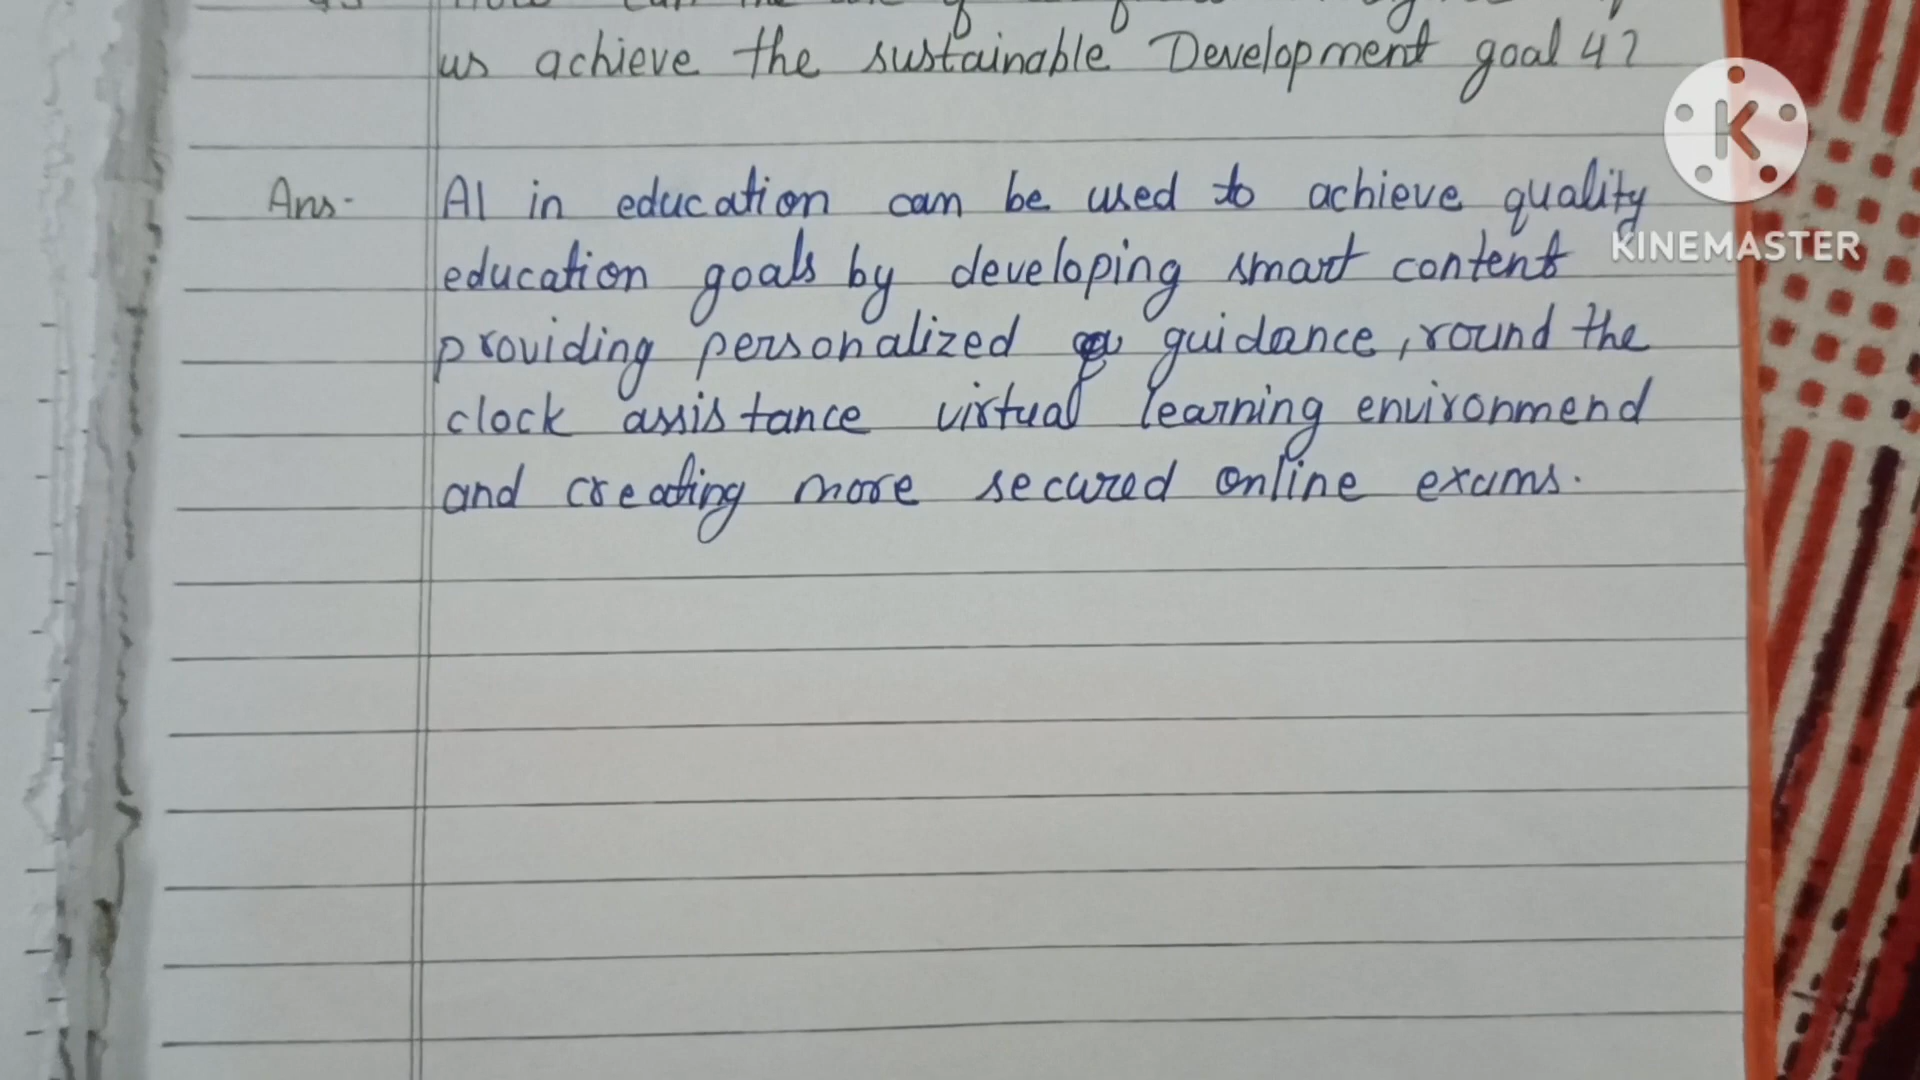 us achieve the sustainable Development goal 4?
Ans- AI in education can be used to achieve quality
education goals by developing smart content
providing personalized guidance, round the
clock assistance virtual learning environmend
and creating more secured online exams.
KINEMASTER